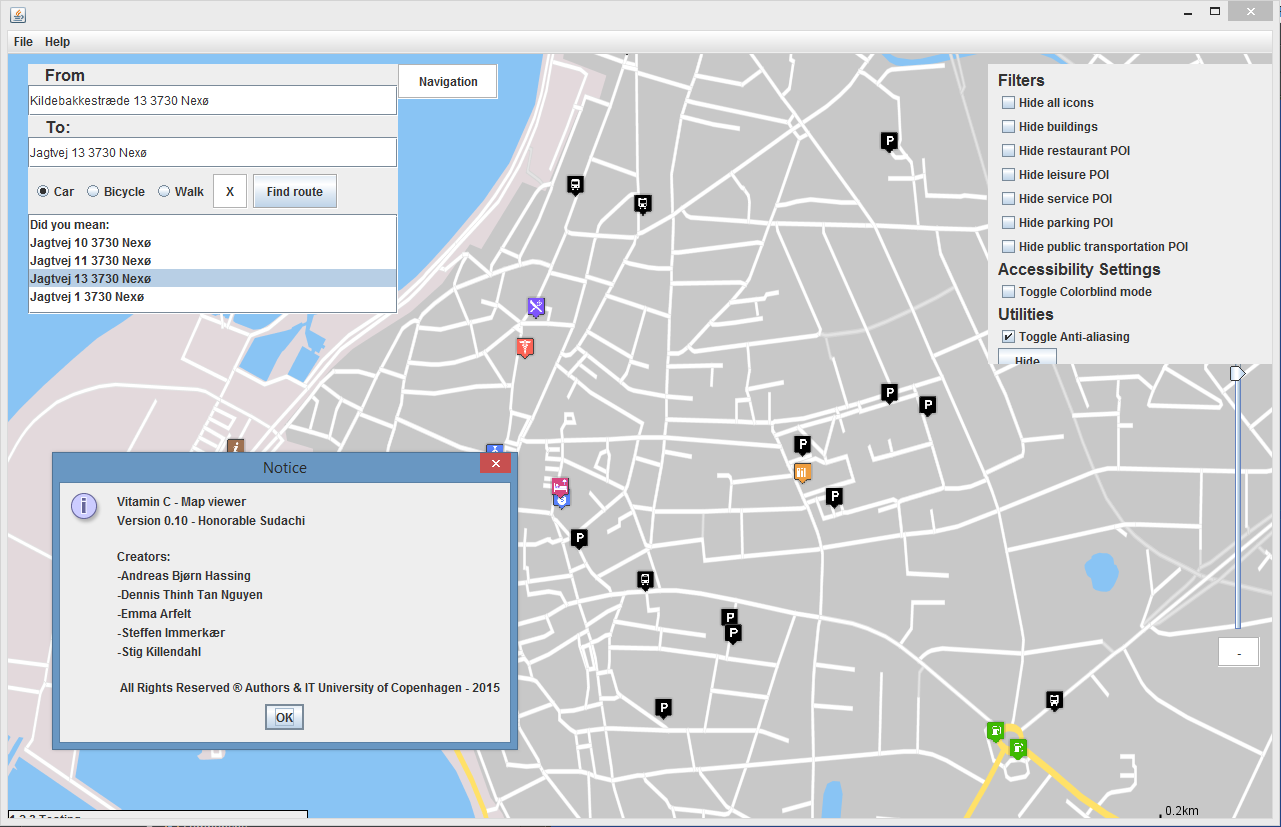 File Help
From
Kildebakkestræde 13 3730 Nexø
To:
Jagtvej 13 3730 Nexø
Car Bicycle Walk X Find route
Did you mean:
Jagtvej 10 3730 Nexø
Jagtvej 11 3730 Nexø
Jagtvej 13 3730 Nexø
Jagtvej 1 3730 Nexø
Navigation
Filters
Hide all icons
Hide buildings
Hide restaurant POI
Hide leisure POI
Hide service POI
Hide parking POI
Hide public transportation POI
Accessibility Settings
Toggle Colorblind mode
Utilities
Toggle Anti-aliasing
Hide
P
P
P
P
P
P
P
P
P
i
Notice
i
Vitamin C - Map viewer
Version 0.10 - Honorable Sudachi
Creators:
-Andreas Bjørn Hassing
-Dennis Thinh Tan Nguyen
-Emma Arfelt
-Steffen Immerkær
-Stig Killendahl
All Rights Reserved ® Authors & IT University of Copenhagen - 2015
OK
-
0.2km
1 2 3 Testing